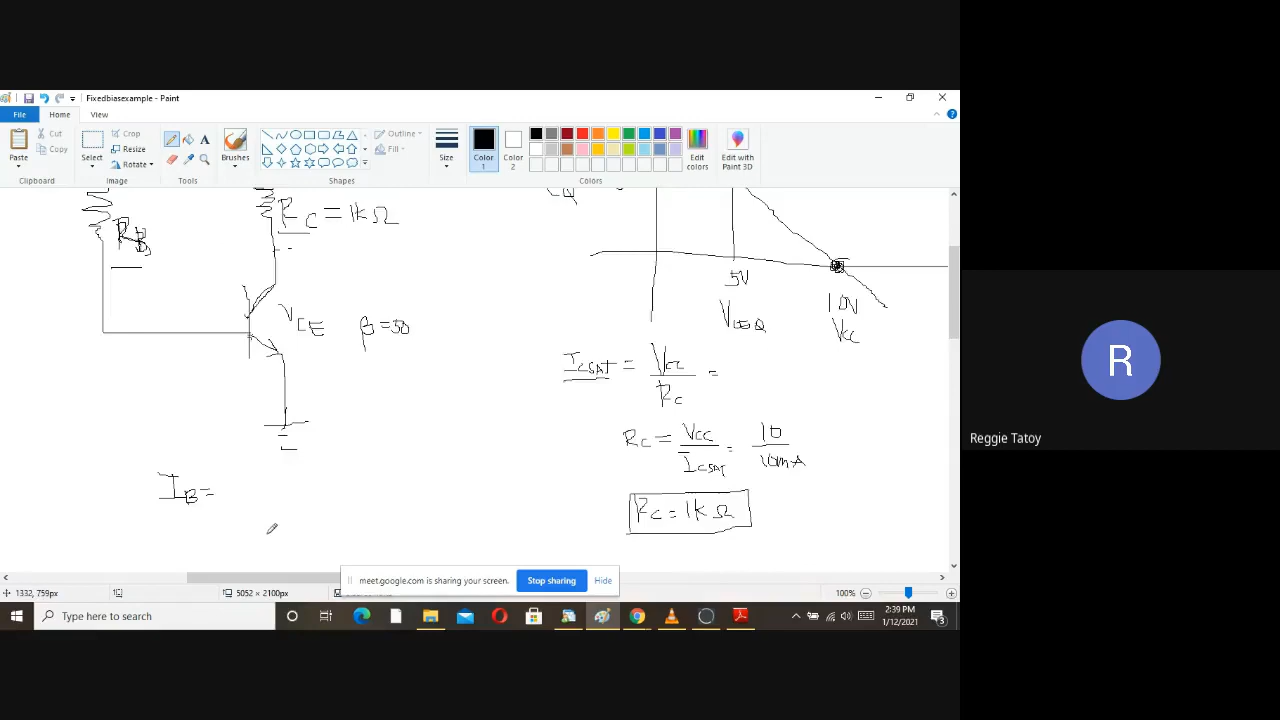 Fixedbiasexample - Paint
File
Home
View
Paste
Cut
Copy
Clipboard
Select
Crop
Resize
Rotate
Image
Tools
Brushes
Shapes
Outline
Fill
Size
Color 1
Color 2
Edit colors
Edit with Paint 3D
Colors
RB
RC = 1kΩ
VCE β = 50
IB =
CQ
5V
VCEQ
10V
VCC
ICSAT = VCC / RC =
RC = VCC / ICSAT = 10 / 10mA
RC = 1kΩ
meet.google.com is sharing your screen.
Stop sharing
Hide
1332, 759px
5052 × 2100px
100%
Type here to search
2:39 PM
1/12/2021
3
R
Reggie Tatoy